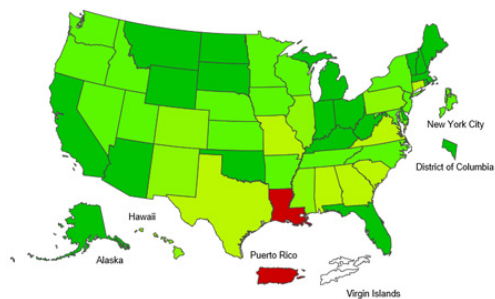 New York City
District of Columbia
Hawaii
Alaska
Puerto Rico
Virgin Islands